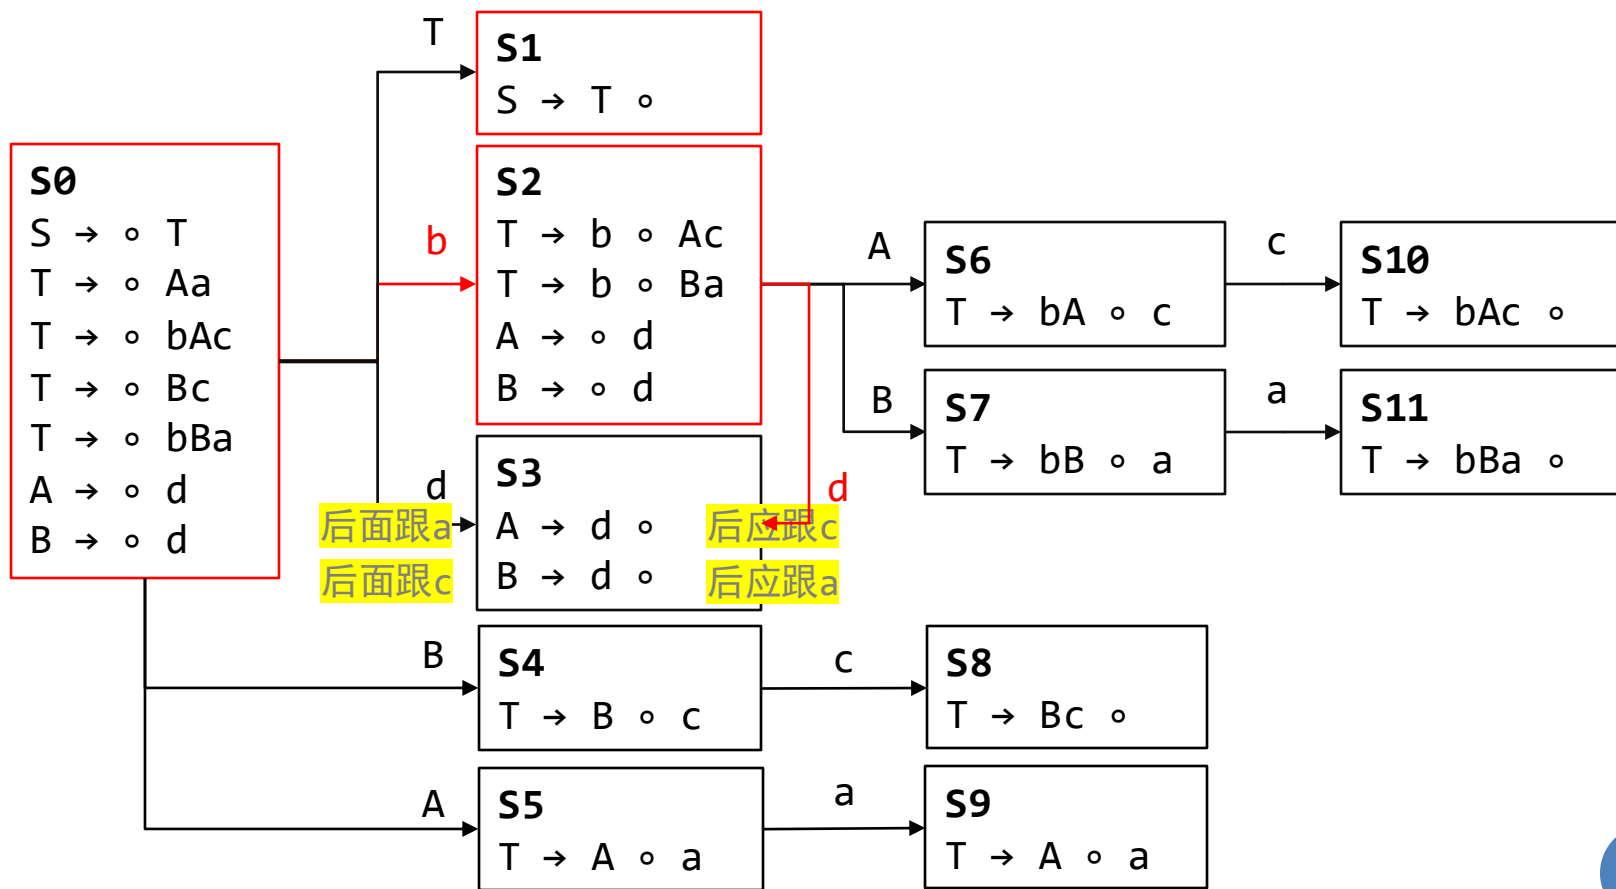 T
S1
S → T ∘
S0
S → ∘ T
T → ∘ Aa
T → ∘ bAc
T → ∘ Bc
T → ∘ bBa
A → ∘ d
B → ∘ d
b
S2
T → b ∘ Ac
T → b ∘ Ba
A → ∘ d
B → ∘ d
A
S6
T → bA ∘ c
c
S10
T → bAc ∘
B
S7
T → bB ∘ a
a
S11
T → bBa ∘
d
后面跟a
后面跟c
S3
A → d ∘
B → d ∘
d
后应跟c
后应跟a
B
S4
T → B ∘ c
c
S8
T → Bc ∘
A
S5
T → A ∘ a
a
S9
T → A ∘ a